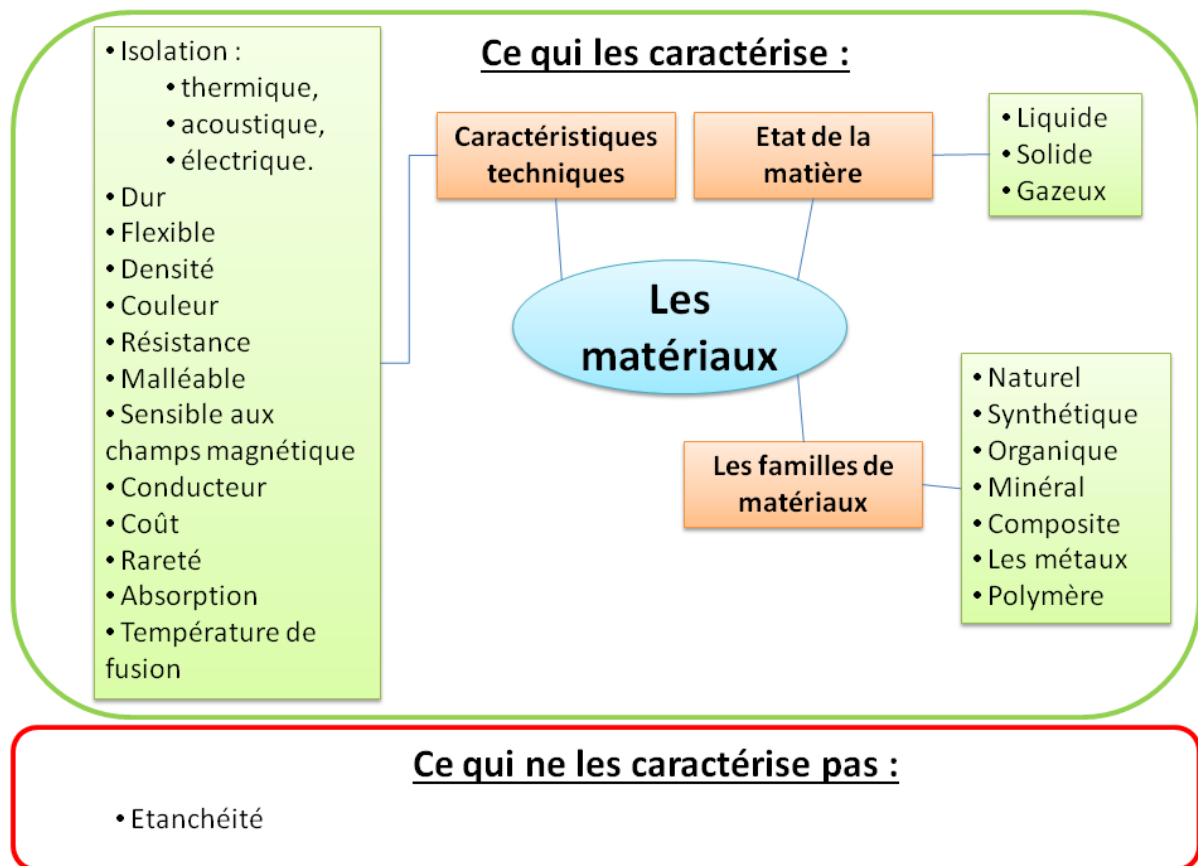 Ce qui les caractérise :
• Isolation :
• thermique,
• acoustique,
• électrique.
• Dur
• Flexible
• Densité
• Couleur
• Résistance
• Malléable
• Sensible aux
champs magnétique
• Conducteur
• Coût
• Rareté
• Absorption
• Température de
fusion
Caractéristiques
techniques
Etat de la
matière
• Liquide
• Solide
• Gazeux
Les
matériaux
Les familles de
matériaux
• Naturel
• Synthétique
• Organique
• Minéral
• Composite
• Les métaux
• Polymère
Ce qui ne les caractérise pas :
• Etanchéité